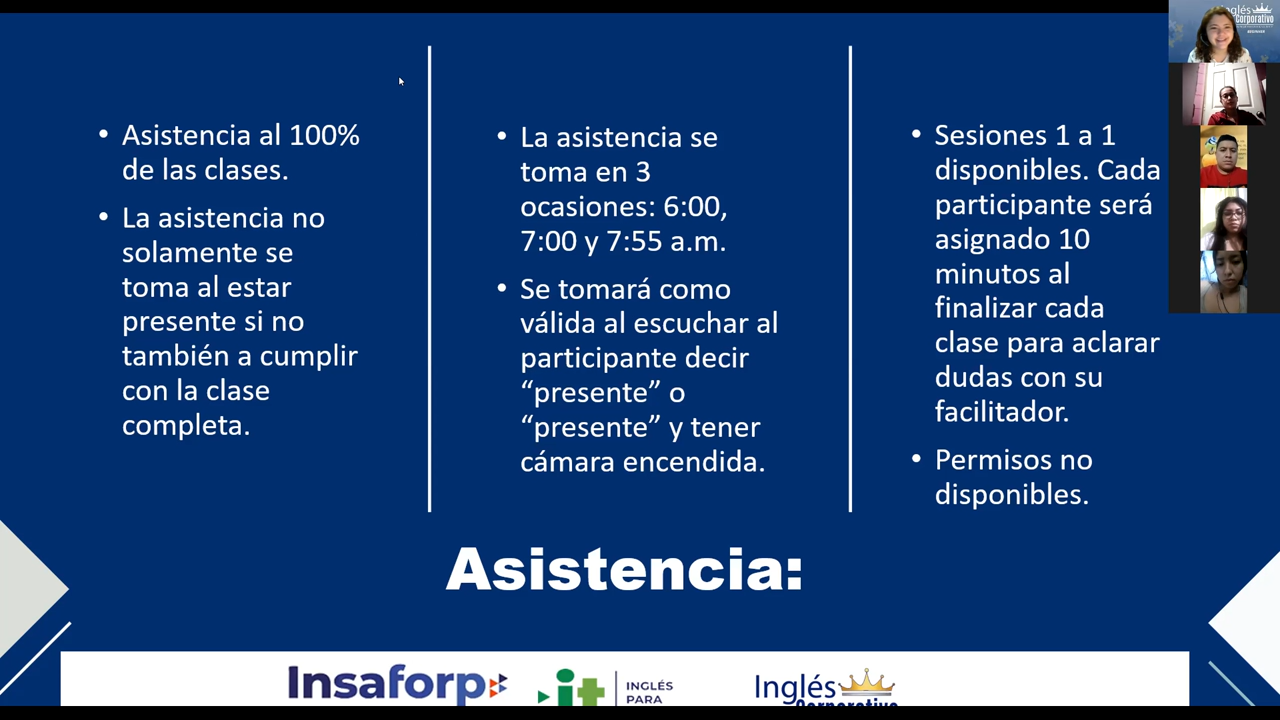 • Asistencia al 100%
de las clases.
• La asistencia no
solamente se
toma al estar
presente si no
también a cumplir
con la clase
completa.
• La asistencia se
toma en 3
ocasiones: 6:00,
7:00 y 7:55 a.m.
• Se tomará como
válida al escuchar al
participante decir
“presente” o
“presente” y tener
cámara encendida.
• Sesiones 1 a 1
disponibles. Cada
participante será
asignado 10
minutos al
finalizar cada
clase para aclarar
dudas con su
facilitador.
• Permisos no
disponibles.
Asistencia:
Insaforp
it
INGLÉS
PARA
Inglés
Corporativo
Inglés
Corporativo